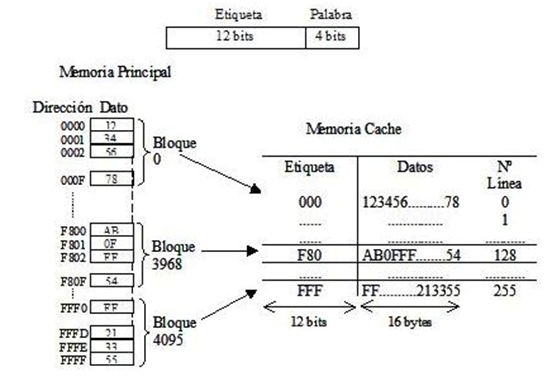 Etiqueta Palabra
12 bits 4 bits
Memoria Principal
Dirección Dato
0000 12
0001 34
0002 56
000F 78
Bloque
0
F800 AB
F801 0F
F802 FF
F80F 54
Bloque
3968
FFF0 FF
FFFD 21
FFFE 33
FFFF 55
Bloque
4095
Memoria Cache
Etiqueta Datos Nº
Línea
000 123456..........78 0
...... ................ 1
...... ................ ...........
F80 AB0FFF.......54 128
...... ................ ...........
FFF FF...........213355 255
12 bits 16 bytes